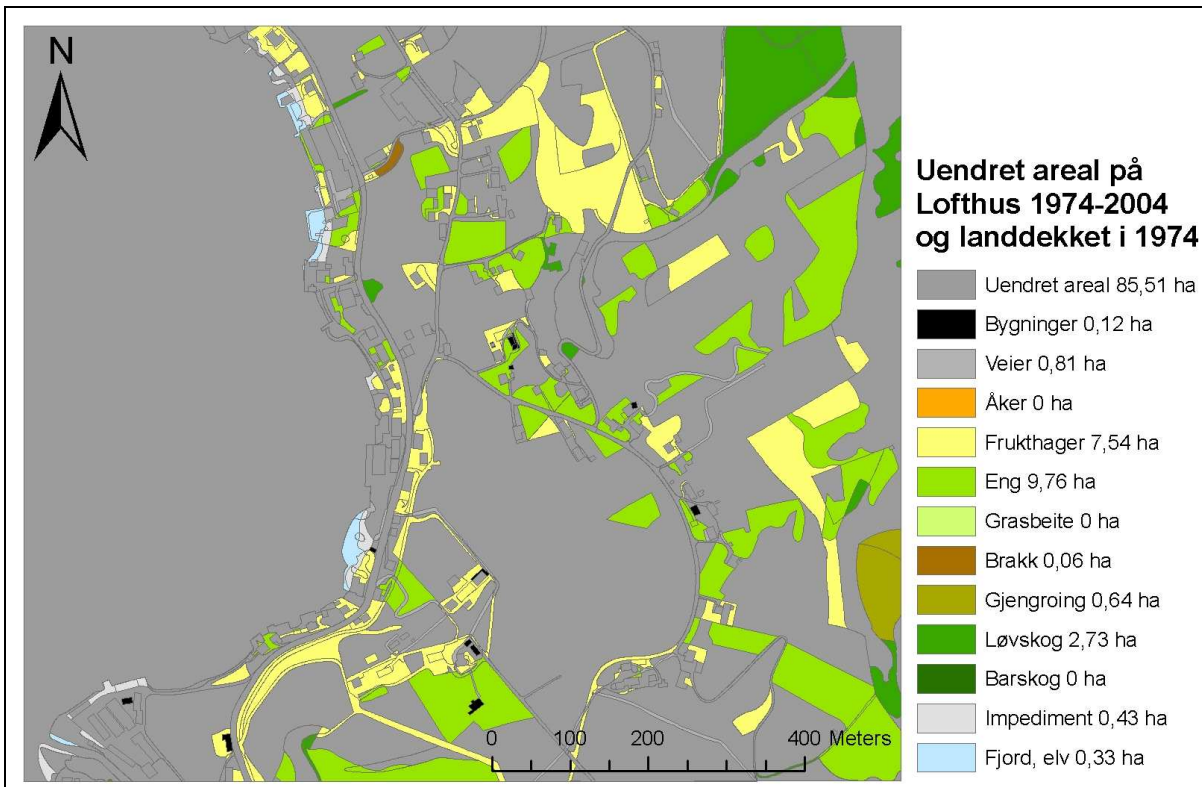 N
Uendret areal på
Lofthus 1974-2004
og landdekket i 1974
Uendret areal 85,51 ha
Bygninger 0,12 ha
Veier 0,81 ha
Åker 0 ha
Frukthager 7,54 ha
Eng 9,76 ha
Grasbeite 0 ha
Brakk 0,06 ha
Gjengroing 0,64 ha
Løvskog 2,73 ha
Barskog 0 ha
Impediment 0,43 ha
Fjord, elv 0,33 ha
0 100 200 400 Meters